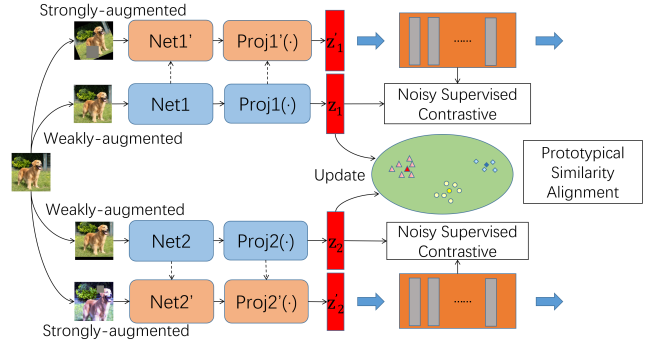 Strongly-augmented
Net1’ Proj1’(·) z’1 ......
Net1 Proj1(·) z1 Noisy Supervised
Contrastive
Weakly-augmented
Update
Prototypical
Similarity
Alignment
Weakly-augmented
Net2 Proj2(·) z2 Noisy Supervised
Contrastive
Net2’ Proj2’(·) z’2 ......
Strongly-augmented